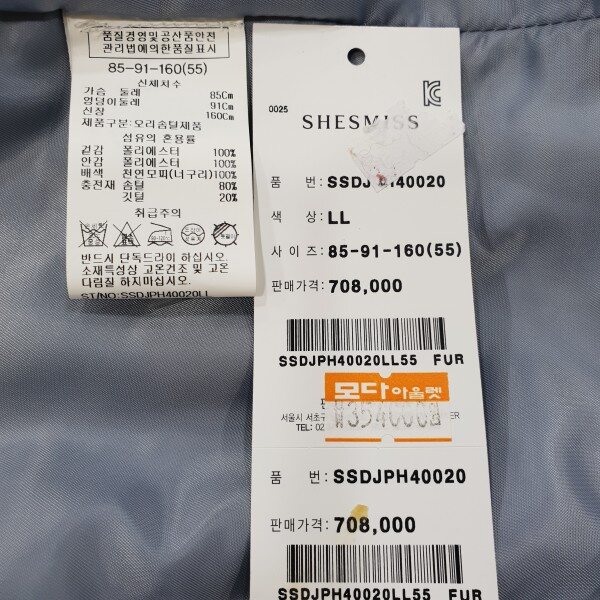 품질경영및공산품안전
관리법에의한품질표시
85-91-160(55)
신체치수
가슴 둘레 85Cm
엉덩이둘레 91Cm
신장 160Cm
제품구분:오리솜털제품
섬유의 혼용률
겉감 폴리에스터 100%
안감 폴리에스터 100%
배색 천연모피(너구리)100%
충전재 솜털 80%
깃털 20%
취급주의
반드시 단독드라이 하십시오.
소재특성상 고온건조 및 고온
다림질 하지마십시오.
ST/NO:SSDJPH40020LL
0025
SHESMISS
품 번:SSDJ H40020
색 상:LL
사 이 즈:85-91-160(55)
판매가격:708,000
SSDJPH40020LL55 FUR
모다아울렛
₩354000
서울시 서초구
TEL: 02
품 번:SSDJPH40020
판매가격:708,000
SSDJPH40020LL55 FUR